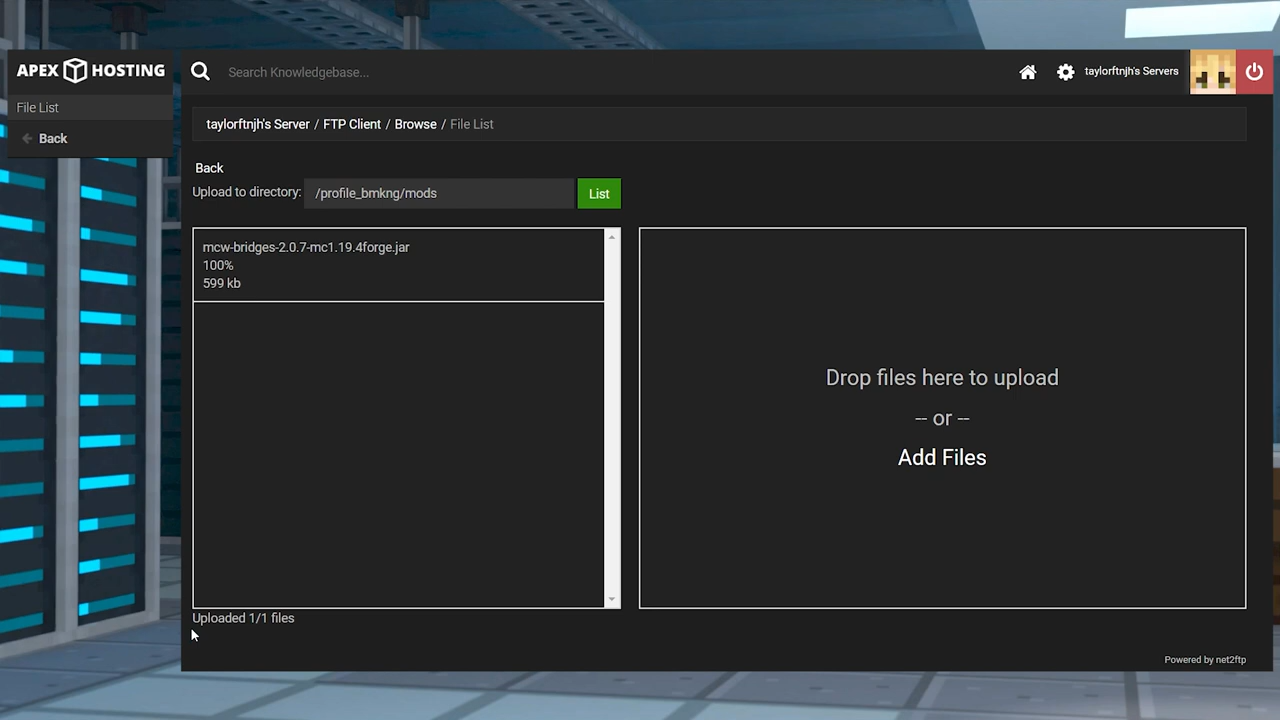 APEX HOSTING
Search Knowledgebase...
taylorftnjh's Servers
File List
Back
taylorftnjh's Server / FTP Client / Browse / File List
Back
Upload to directory: /profile_bmkng/mods List
mcw-bridges-2.0.7-mc1.19.4forge.jar
100%
599 kb
Drop files here to upload
-- or --
Add Files
Uploaded 1/1 files
Powered by net2ftp